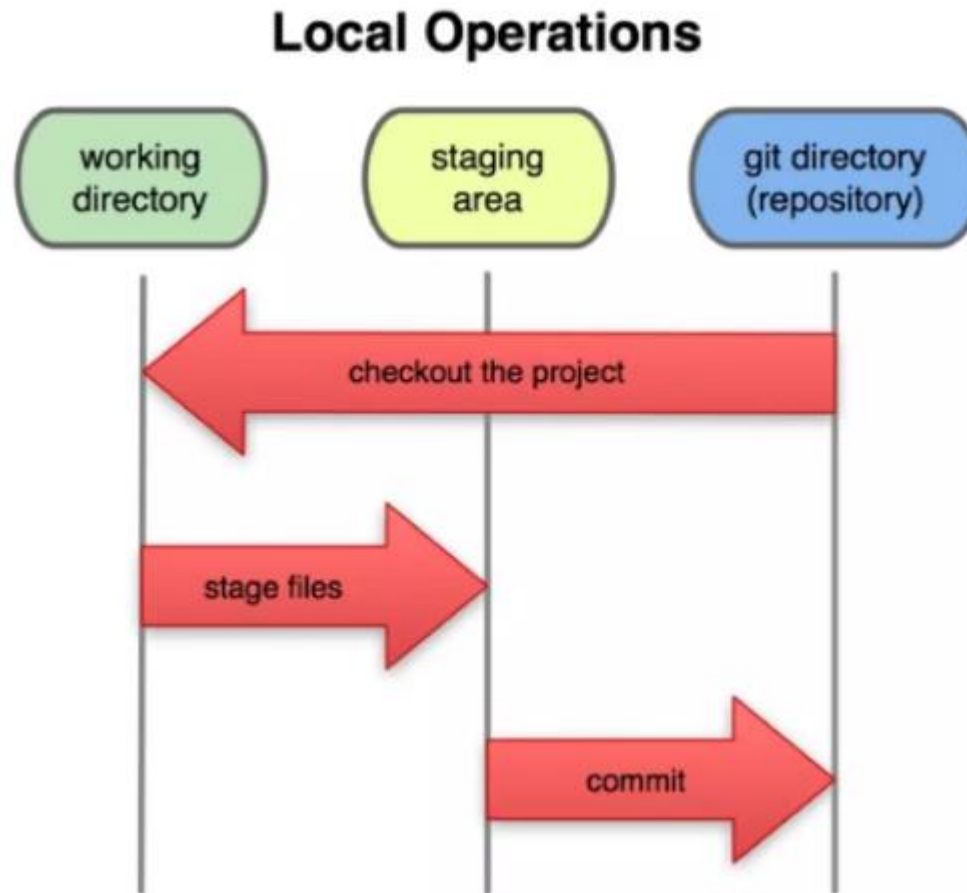 Local Operations
working
directory
staging
area
git directory
(repository)
checkout the project
stage files
commit